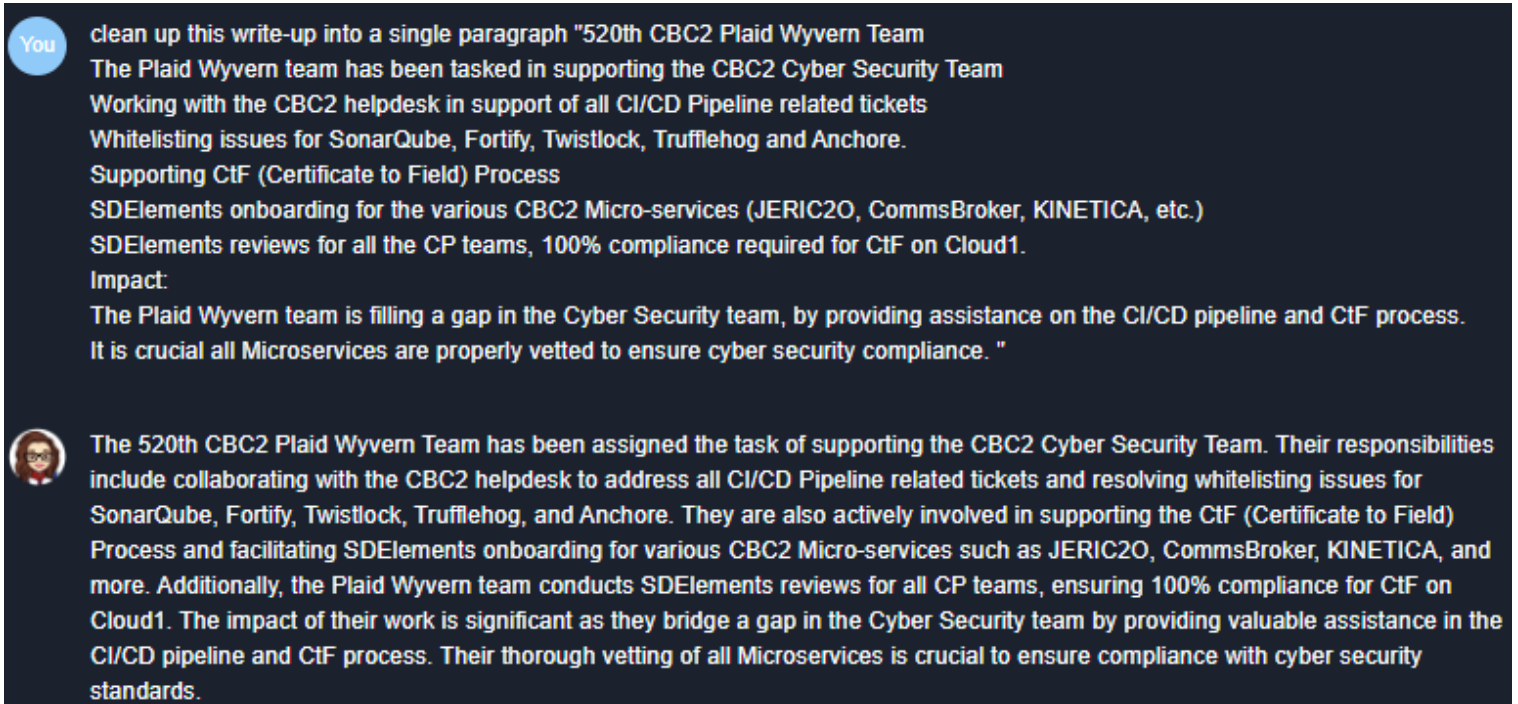 You
clean up this write-up into a single paragraph "520th CBC2 Plaid Wyvern Team
The Plaid Wyvern team has been tasked in supporting the CBC2 Cyber Security Team
Working with the CBC2 helpdesk in support of all CI/CD Pipeline related tickets
Whitelisting issues for SonarQube, Fortify, Twistlock, Trufflehog and Anchore.
Supporting CtF (Certificate to Field) Process
SDElements onboarding for the various CBC2 Micro-services (JERIC2O, CommsBroker, KINETICA, etc.)
SDElements reviews for all the CP teams, 100% compliance required for CtF on Cloud1.
Impact:
The Plaid Wyvern team is filling a gap in the Cyber Security team, by providing assistance on the CI/CD pipeline and CtF process.
It is crucial all Microservices are properly vetted to ensure cyber security compliance. "
The 520th CBC2 Plaid Wyvern Team has been assigned the task of supporting the CBC2 Cyber Security Team. Their responsibilities
include collaborating with the CBC2 helpdesk to address all CI/CD Pipeline related tickets and resolving whitelisting issues for
SonarQube, Fortify, Twistlock, Trufflehog, and Anchore. They are also actively involved in supporting the CtF (Certificate to Field)
Process and facilitating SDElements onboarding for various CBC2 Micro-services such as JERIC2O, CommsBroker, KINETICA, and
more. Additionally, the Plaid Wyvern team conducts SDElements reviews for all CP teams, ensuring 100% compliance for CtF on
Cloud1. The impact of their work is significant as they bridge a gap in the Cyber Security team by providing valuable assistance in the
CI/CD pipeline and CtF process. Their thorough vetting of all Microservices is crucial to ensure compliance with cyber security
standards.